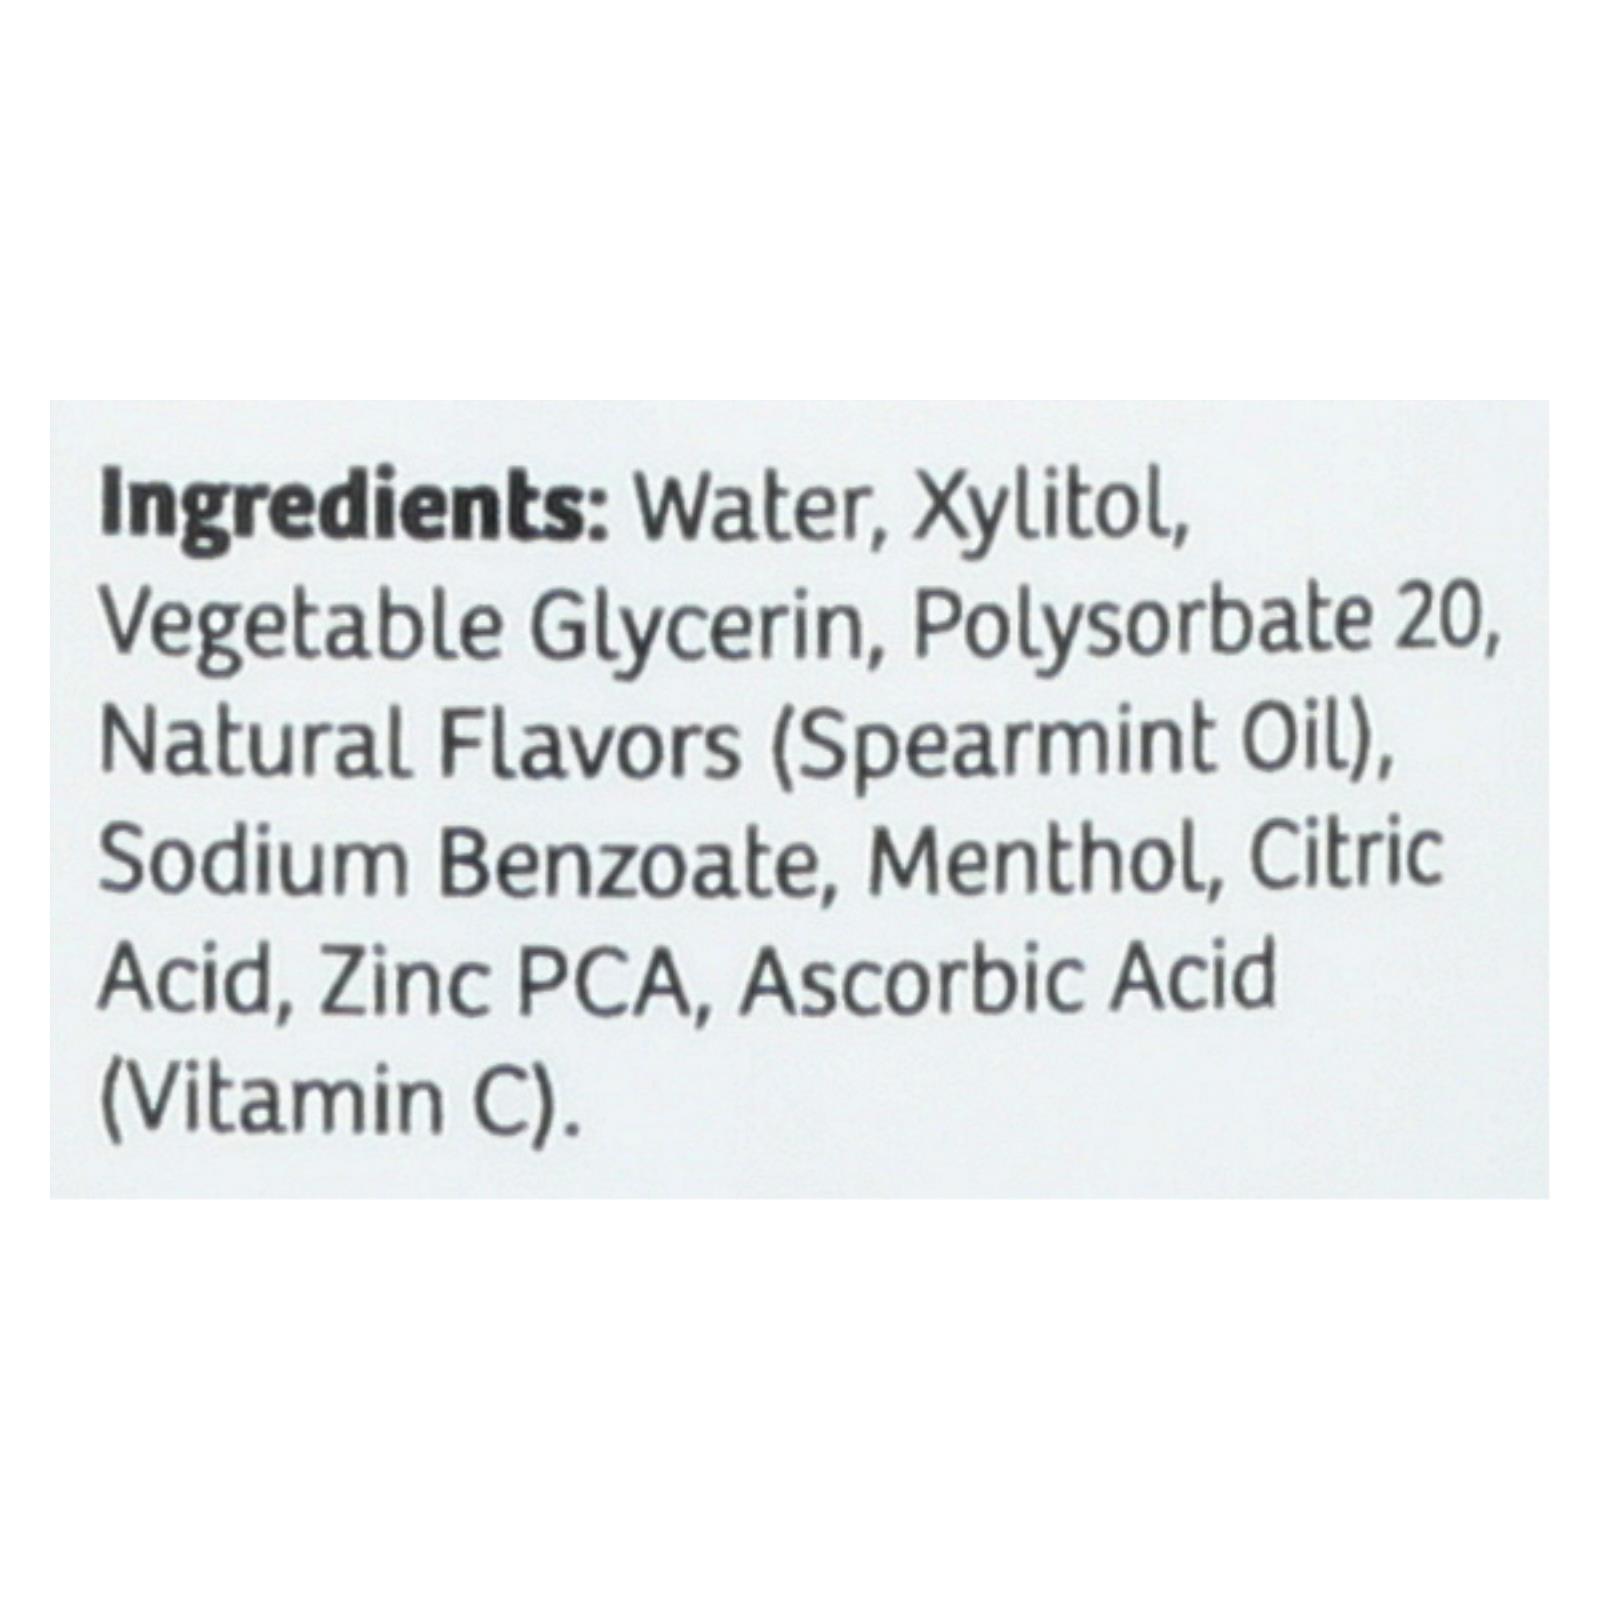 Ingredients: Water, Xylitol,
Vegetable Glycerin, Polysorbate 20,
Natural Flavors (Spearmint Oil),
Sodium Benzoate, Menthol, Citric
Acid, Zinc PCA, Ascorbic Acid
(Vitamin C).